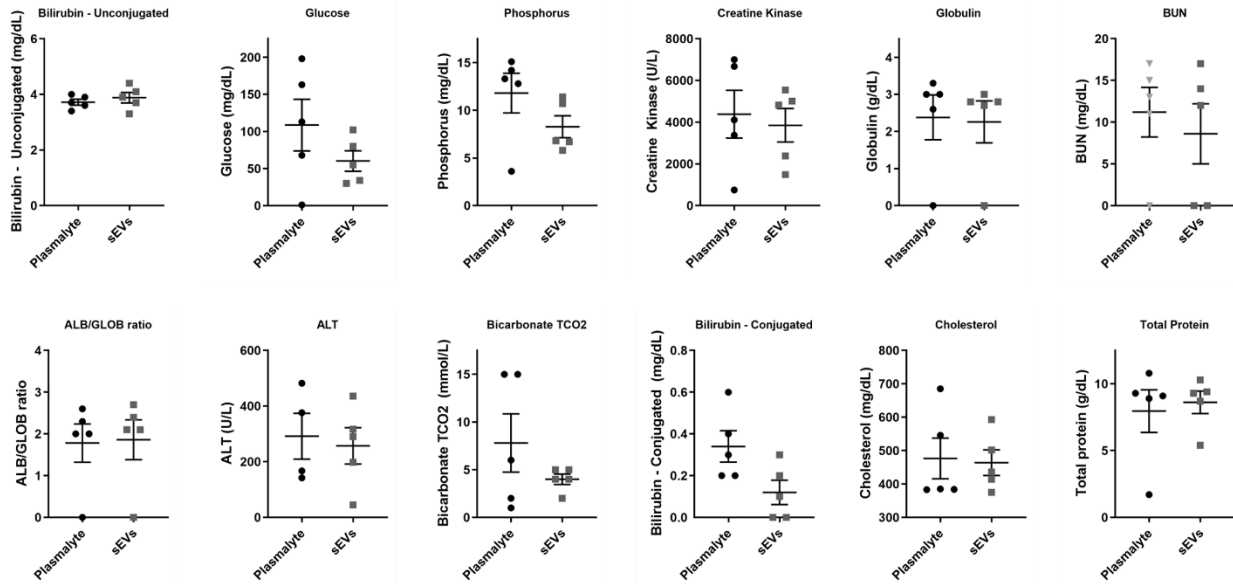 Bilirubin - Unconjugated
Bilirubin - Unconjugated (mg/dL)
6
4
2
0
Plasmalyte
sEVs
Glucose
Glucose (mg/dL)
200
150
100
50
0
Plasmalyte
sEVs
Phosphorus
Phosphorus (mg/dL)
15
10
5
0
Plasmalyte
sEVs
Creatine Kinase
Creatine Kinase (U/L)
8000
6000
4000
2000
0
Plasmalyte
sEVs
Globulin
Globulin (g/dL)
4
3
2
1
0
Plasmalyte
sEVs
BUN
BUN (mg/dL)
20
15
10
5
0
Plasmalyte
sEVs
ALB/GLOB ratio
ALB/GLOB ratio
4
3
2
1
0
Plasmalyte
sEVs
ALT
ALT (U/L)
600
400
200
0
Plasmalyte
sEVs
Bicarbonate TCO2
Bicarbonate TCO2 (mmol/L)
15
10
5
0
Plasmalyte
sEVs
Bilirubin - Conjugated
Bilirubin - Conjugated (mg/dL)
0.8
0.6
0.4
0.2
0.0
Plasmalyte
sEVs
Cholesterol
Cholesterol (mg/dL)
800
700
600
500
400
300
Plasmalyte
sEVs
Total Protein
Total protein (g/dL)
10
5
0
Plasmalyte
sEVs